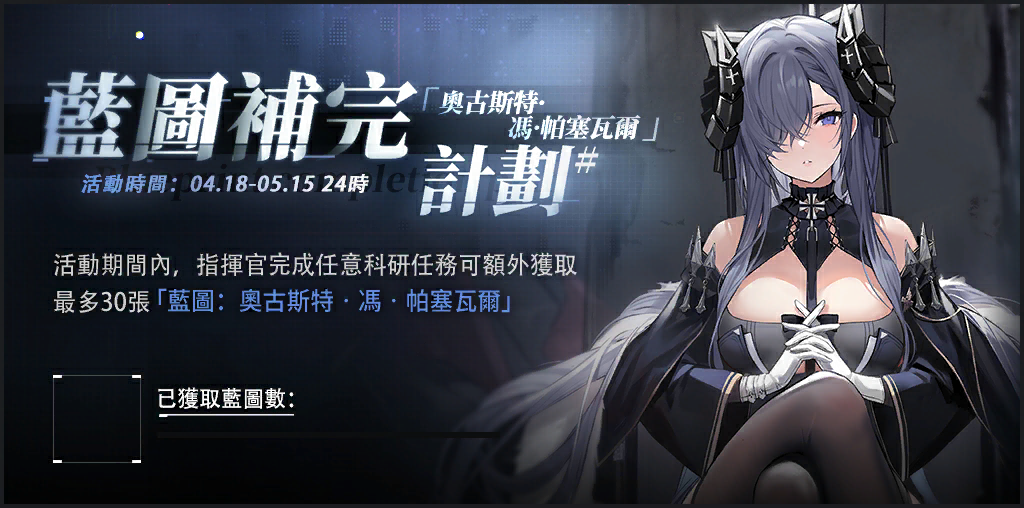 藍圖補完
「奧古斯特·
馮·帕塞瓦爾」
計劃#
活動時間：04.18-05.15 24時
活動期間內，指揮官完成任意科研任務可額外獲取
最多30張「藍圖：奧古斯特·馮·帕塞瓦爾」
已獲取藍圖數：